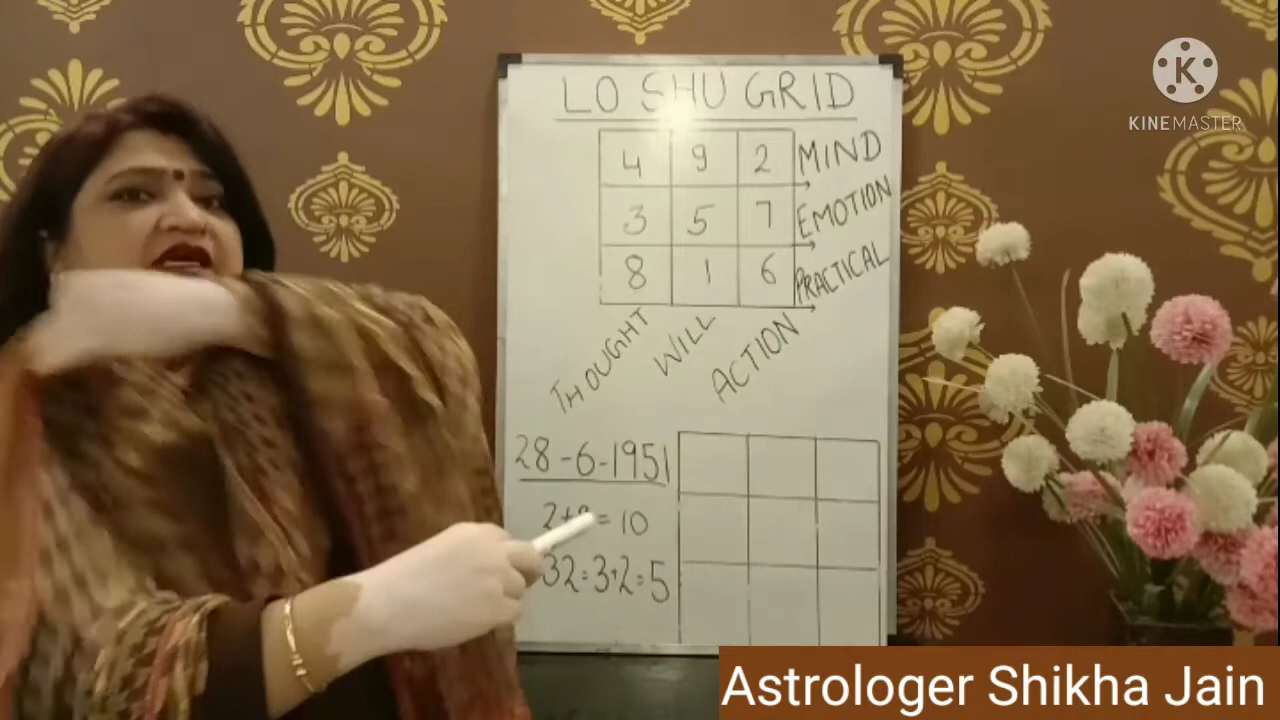 LO SHU GRID
4 9 2 MIND
3 5 7 EMOTION
8 1 6 PRACTICAL
THOUGHT WILL ACTION
28-6-1951
= 10
32=3+2=5
K
KINEMASTER
Astrologer Shikha Jain